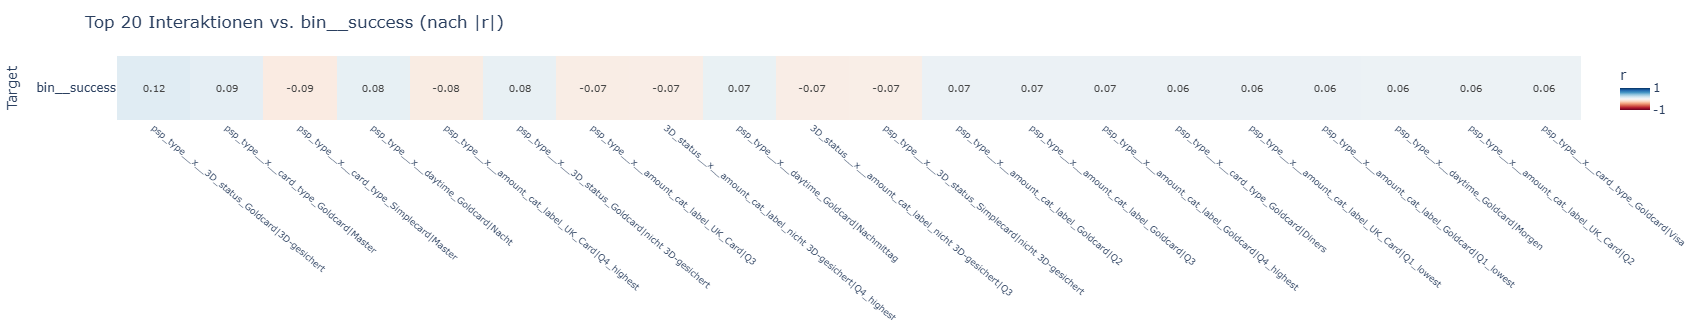 Top 20 Interaktionen vs. bin__success (nach |r|)
Target
bin__success
0.12
0.09
-0.09
0.08
-0.08
0.08
-0.07
-0.07
0.07
-0.07
-0.07
0.07
0.07
0.07
0.06
0.06
0.06
0.06
0.06
0.06
r
1
-1
psp_type__x__3D_status_Goldcard|3D-gesichert
psp_type__x__card_type_Goldcard|Master
psp_type__x__card_type_Simplecard|Master
psp_type__x__daytime_Goldcard|Nacht
psp_type__x__amount_cat_label_UK_Card|Q4_highest
psp_type__x__3D_status_Goldcard|nicht 3D-gesichert
psp_type__x__amount_cat_label_UK_Card|Q3
3D_status__x__amount_cat_label_nicht 3D-gesichert|Q4_highest
psp_type__x__daytime_Goldcard|Nachmittag
3D_status__x__amount_cat_label_nicht 3D-gesichert|Q3
psp_type__x__3D_status_Simplecard|nicht 3D-gesichert
psp_type__x__amount_cat_label_Goldcard|Q2
psp_type__x__amount_cat_label_Goldcard|Q3
psp_type__x__amount_cat_label_Goldcard|Q4_highest
psp_type__x__card_type_Goldcard|Diners
psp_type__x__amount_cat_label_UK_Card|Q1_lowest
psp_type__x__amount_cat_label_Goldcard|Q1_lowest
psp_type__x__daytime_Goldcard|Morgen
psp_type__x__amount_cat_label_UK_Card|Q2
psp_type__x__card_type_Goldcard|Visa